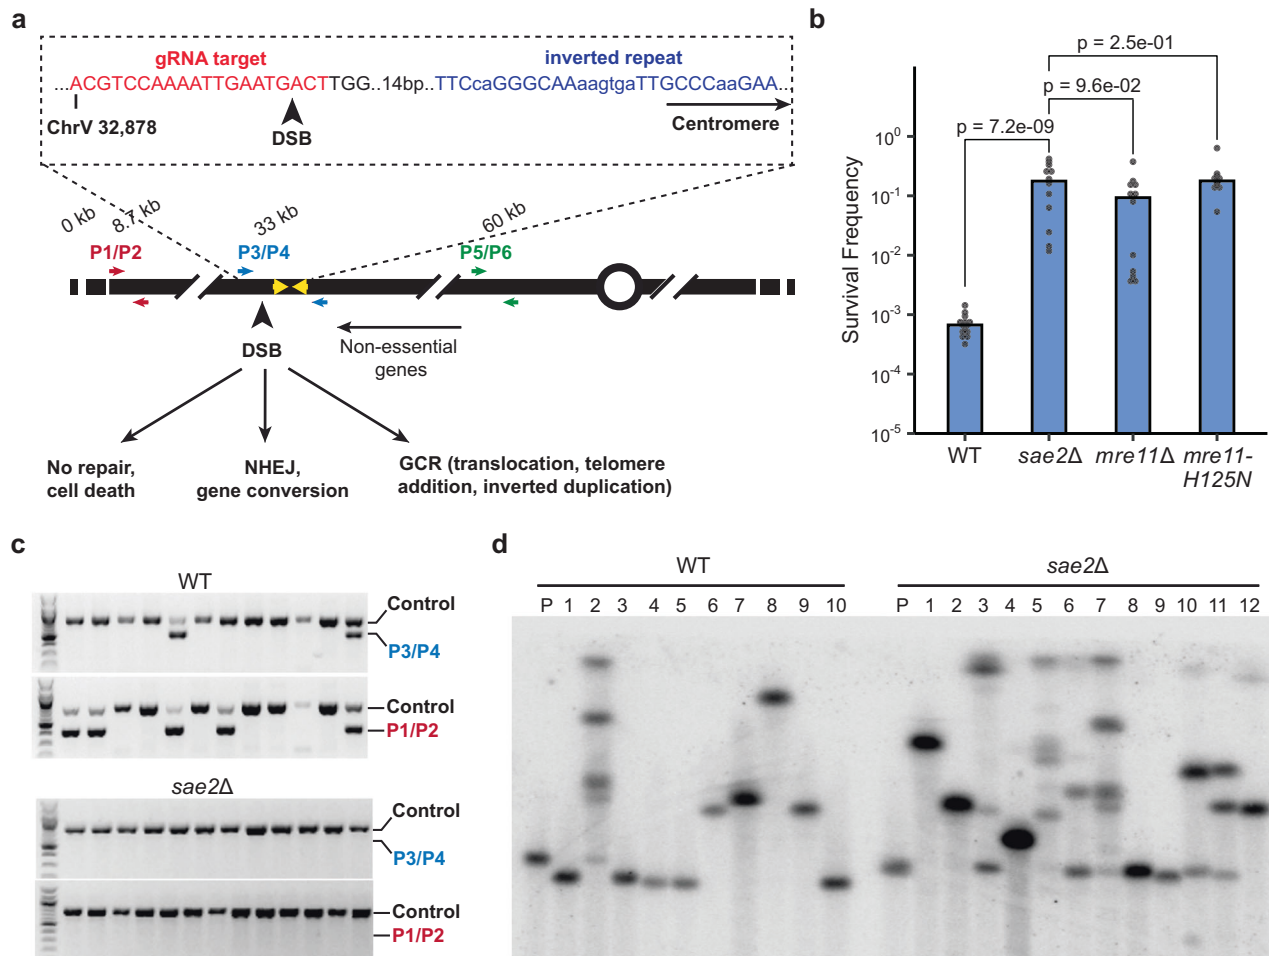 a
gRNA target
inverted repeat
...ACGTCCAAAATTGAATGACTTTGG..14bp..TTCcaGGGCAAAaagtgaTTGCCCaaGAA...
ChrV 32,878
DSB
Centromere
0 kb
8.7 kb
33 kb
60 kb
P1/P2
P3/P4
P5/P6
DSB
Non-essential
genes
No repair,
cell death
NHEJ,
gene conversion
GCR (translocation, telomere
addition, inverted duplication)
b
p = 2.5e-01
p = 9.6e-02
p = 7.2e-09
Survival Frequency
10⁰
10⁻¹
10⁻²
10⁻³
10⁻⁴
10⁻⁵
WT
sae2Δ
mre11Δ
mre11-
H125N
c
WT
Control
P3/P4
Control
P1/P2
sae2Δ
Control
P3/P4
Control
P1/P2
d
WT
sae2Δ
P 1 2 3 4 5 6 7 8 9 10
P 1 2 3 4 5 6 7 8 9 10 11 12